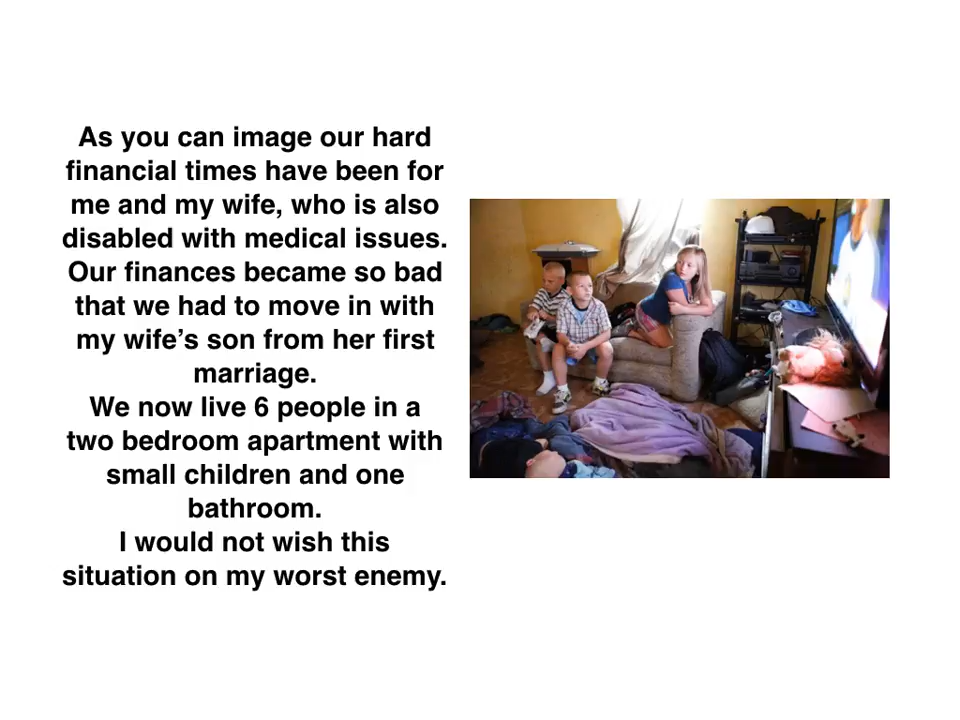 As you can image our hard
financial times have been for
me and my wife, who is also
disabled with medical issues.
Our finances became so bad
that we had to move in with
my wife’s son from her first
marriage.
We now live 6 people in a
two bedroom apartment with
small children and one
bathroom.
I would not wish this
situation on my worst enemy.